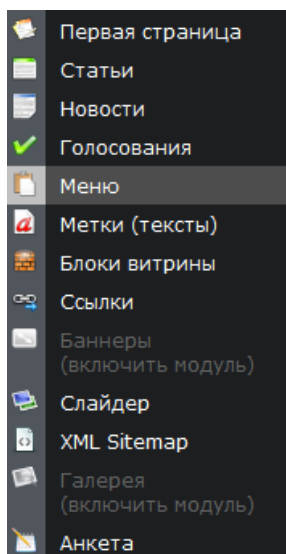 Первая страница
Статьи
Новости
Голосования
Меню
Метки (тексты)
Блоки витрины
Ссылки
Баннеры
(включить модуль)
Слайдер
XML Sitemap
Галерея
(включить модуль)
Анкета